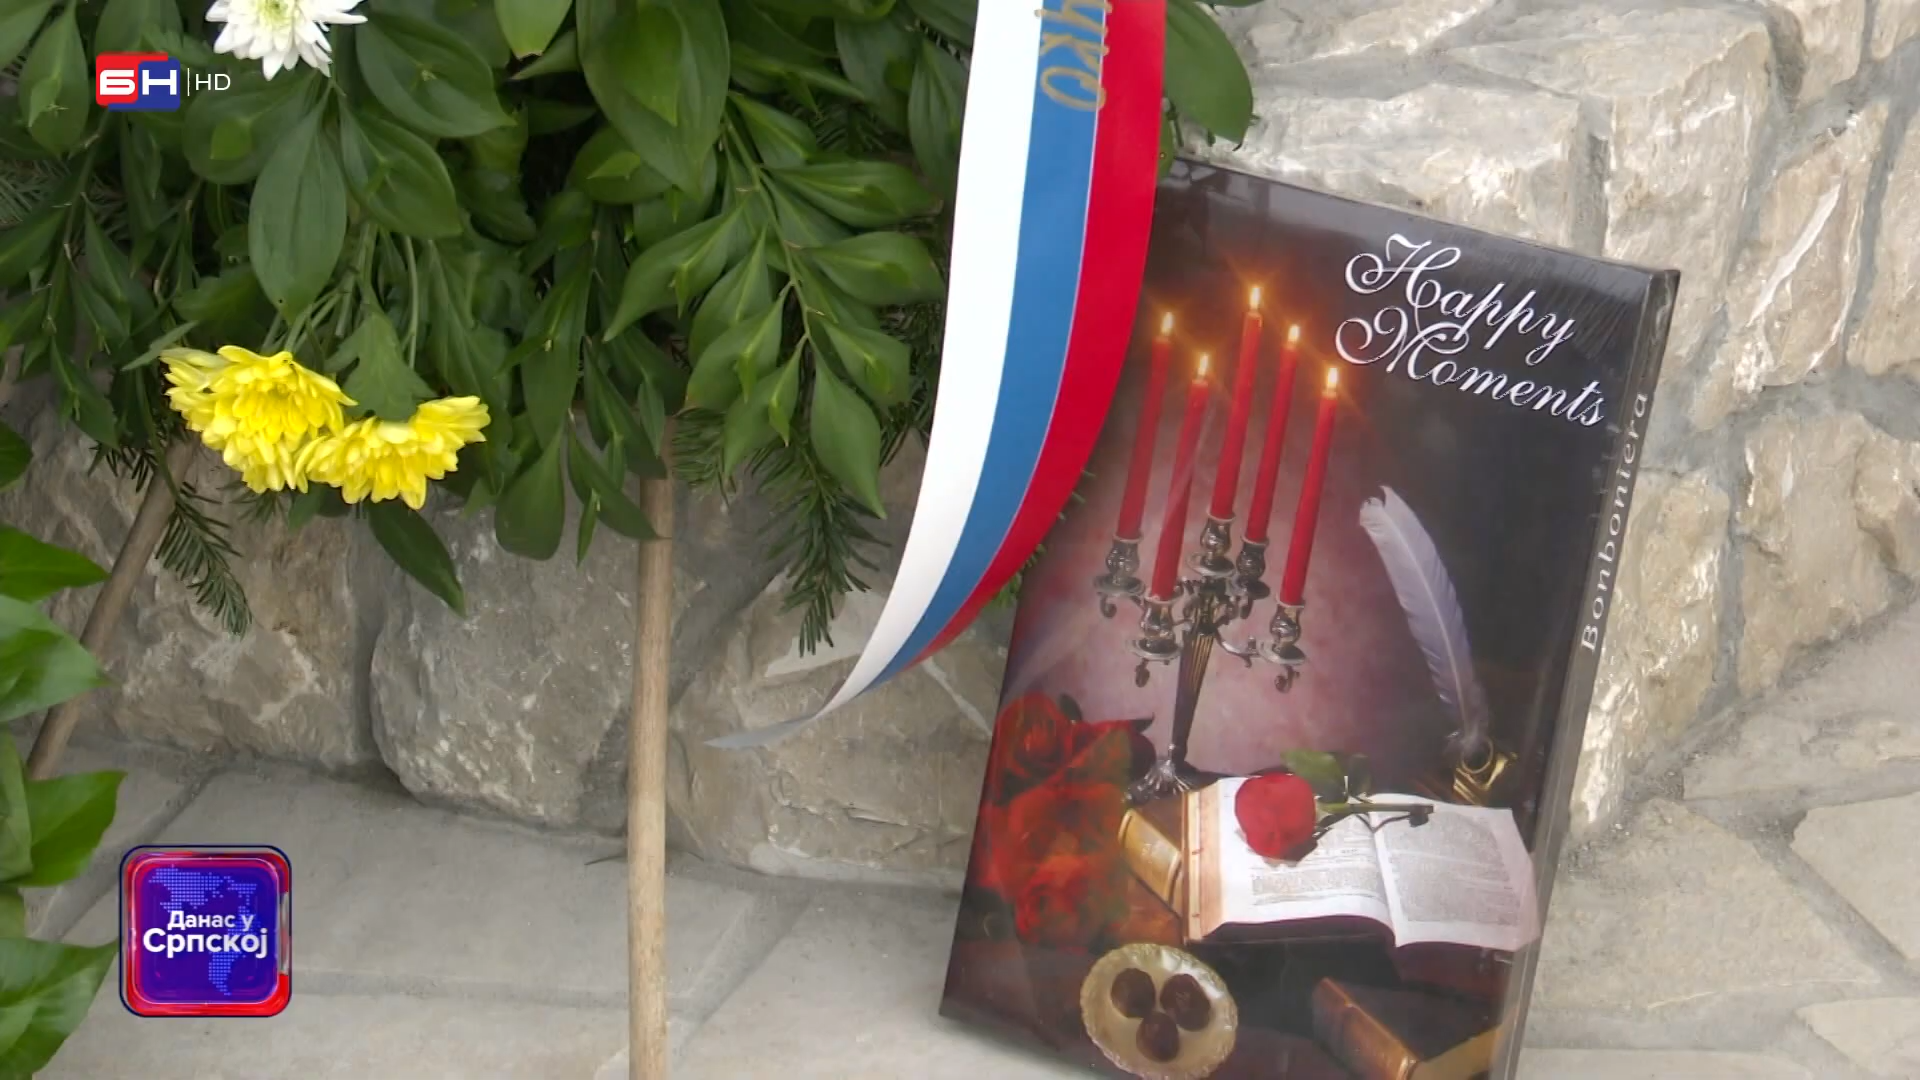 БН HD
Happy
Moments
Bonboniera
Данас у
Српској